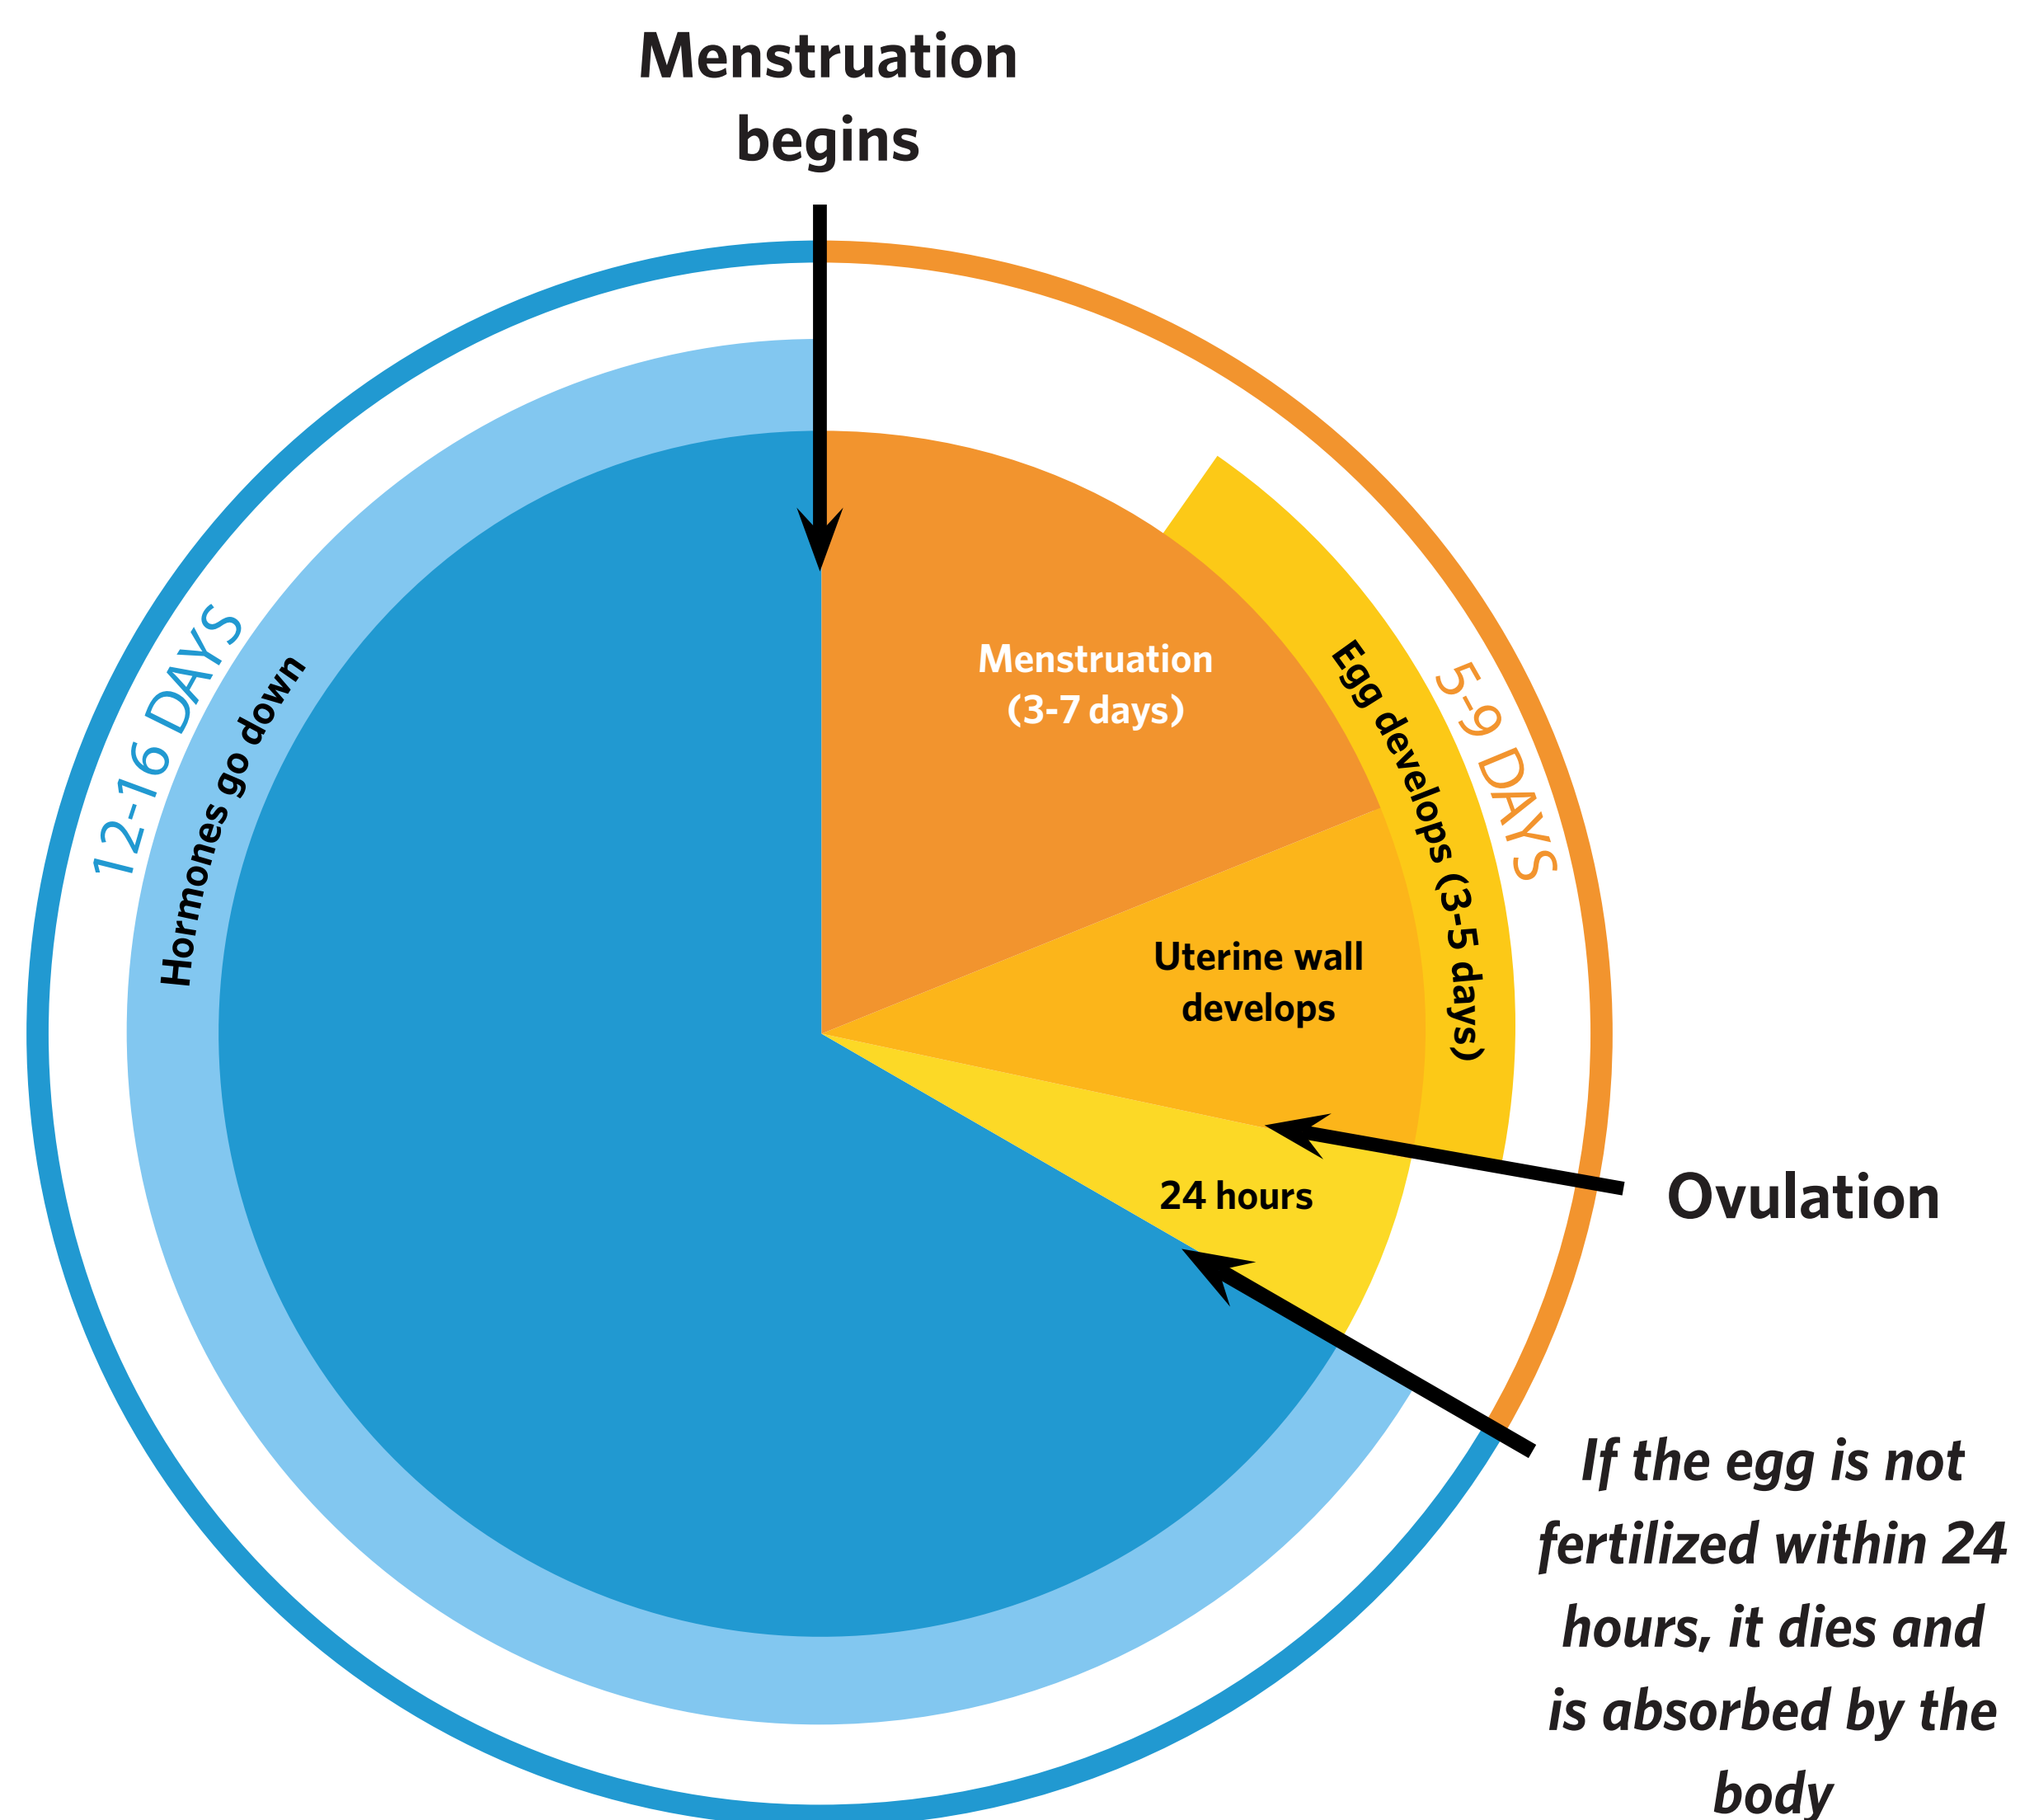 Menstruation
begins
12-16 DAYS
Hormones go down
Menstruation
(3-7 days)
Egg develops (3-5 days)
5-9 DAYS
Uterine wall
develops
24 hours
Ovulation
If the egg is not
fertilized within 24
hours, it dies and
is absorbed by the
body